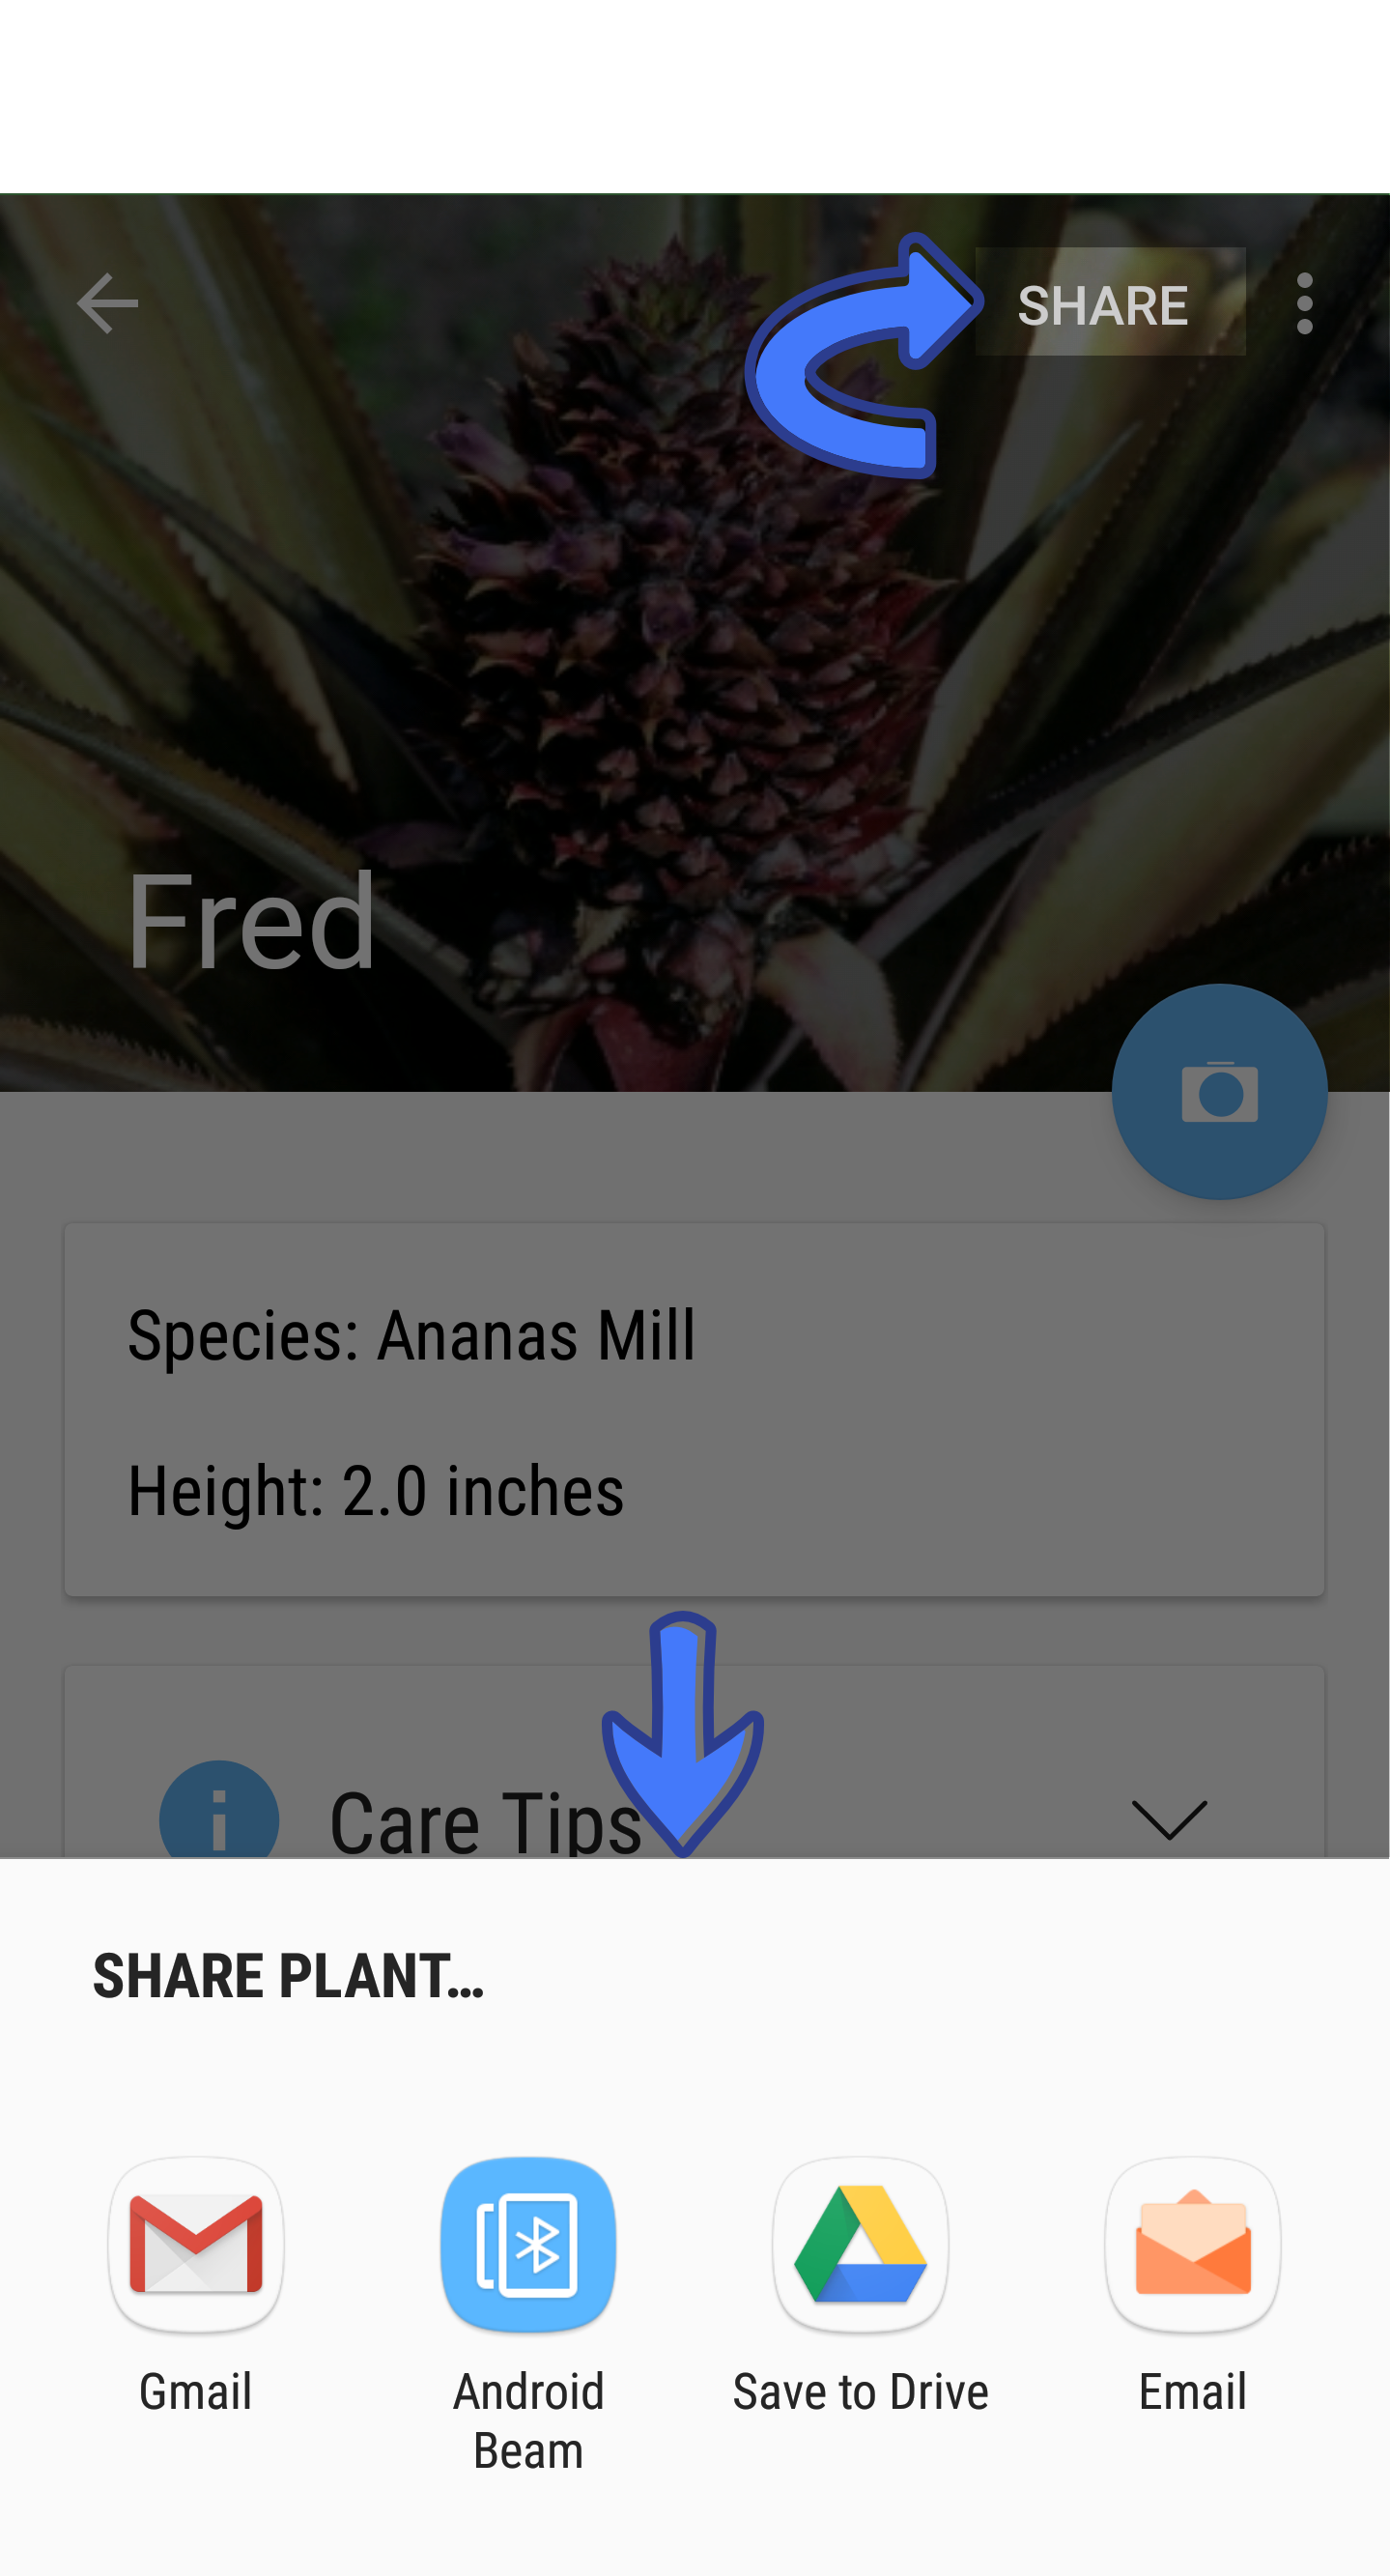 SHARE
Fred
Species: Ananas Mill
Height: 2.0 inches
Care Tips
SHARE PLANT...
Gmail
Android
Beam
Save to Drive
Email